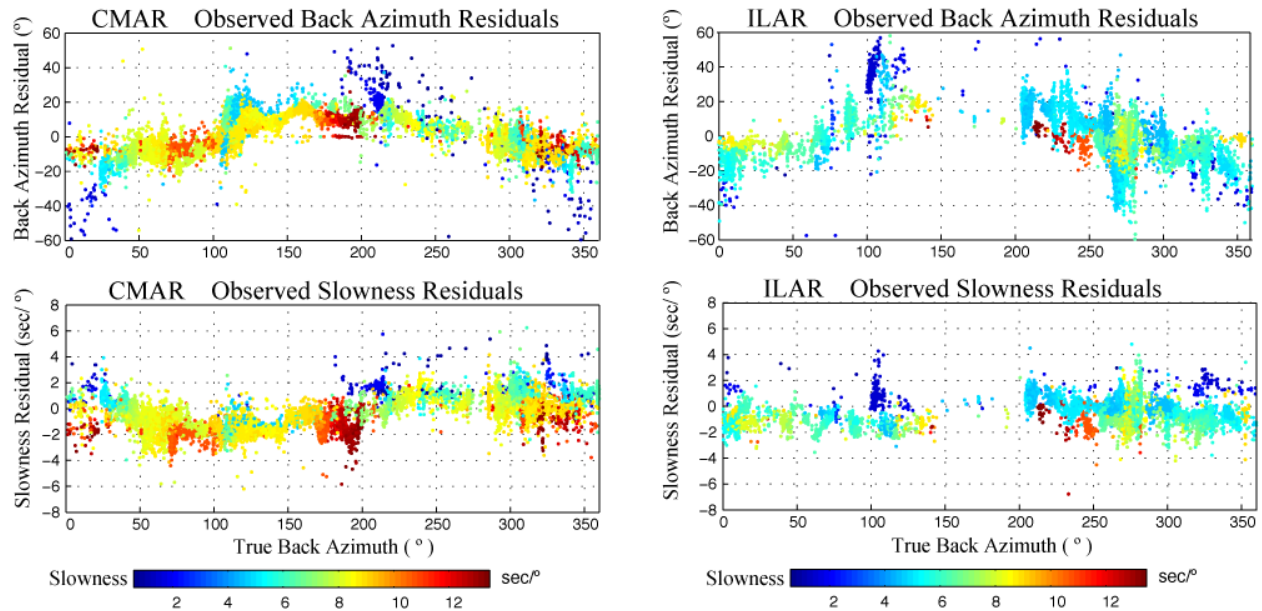 CMAR Observed Back Azimuth Residuals
Back Azimuth Residual (º)
60
40
20
0
−20
−40
−60
0 50 100 150 200 250 300 350
ILAR Observed Back Azimuth Residuals
Back Azimuth Residual (º)
60
40
20
0
−20
−40
−60
0 50 100 150 200 250 300 350
CMAR Observed Slowness Residuals
Slowness Residual (sec/ º)
8
6
4
2
0
−2
−4
−6
−8
0 50 100 150 200 250 300 350
True Back Azimuth ( º )
ILAR Observed Slowness Residuals
Slowness Residual (sec/ º)
8
6
4
2
0
−2
−4
−6
−8
0 50 100 150 200 250 300 350
True Back Azimuth ( º )
Slowness sec/º
2 4 6 8 10 12
Slowness sec/º
2 4 6 8 10 12